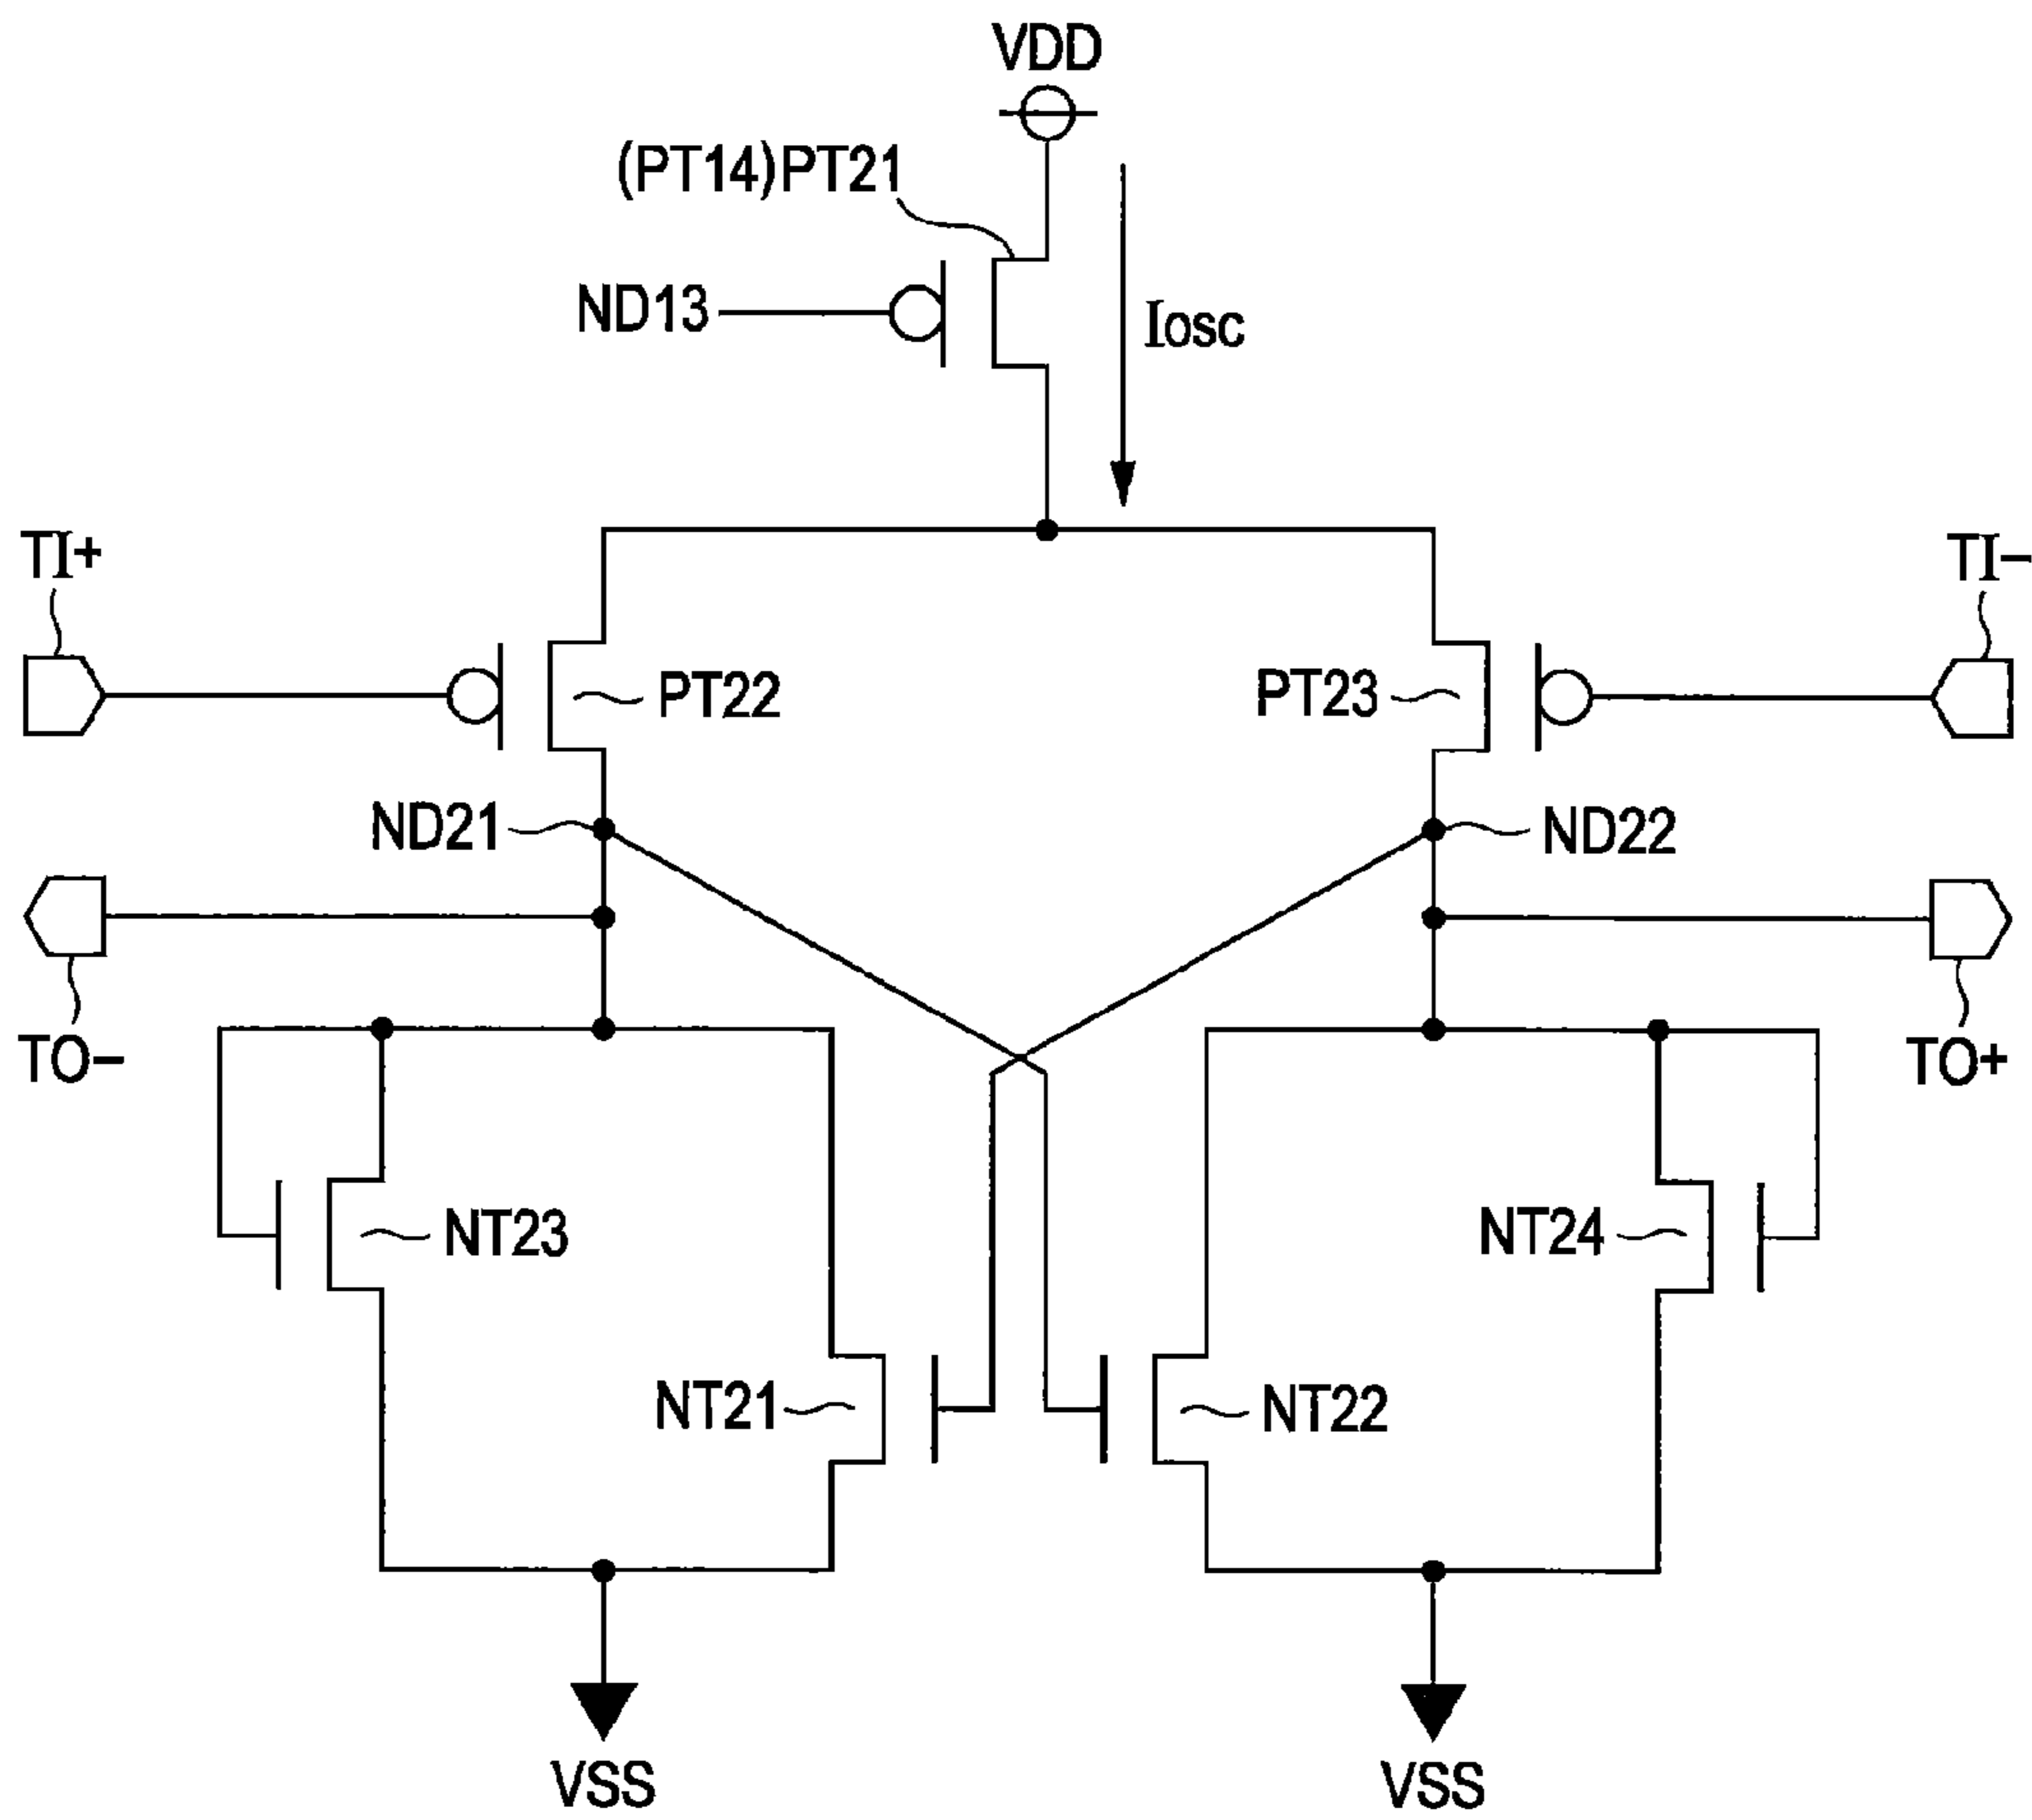 VDD
(PT14)PT21
ND13
Iosc
TI+
TI−
PT22
PT23
ND21
ND22
TO−
TO+
NT23
NT24
NT21
NT22
VSS
VSS